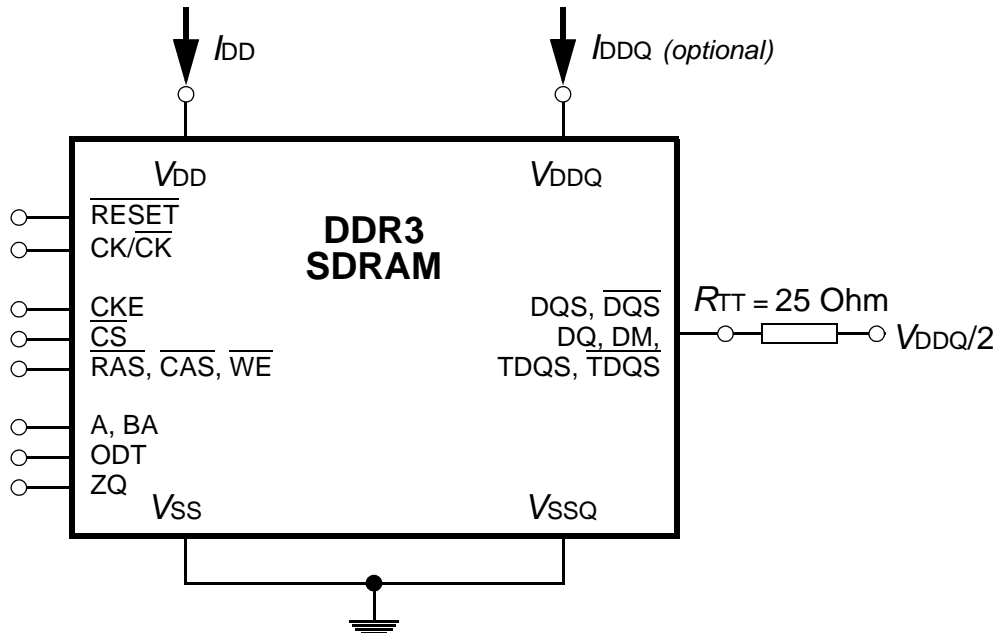 IDD
IDDQ (optional)
VDD
VDDQ
RESET
CK/CK
DDR3
SDRAM
CKE
CS
RAS, CAS, WE
DQS, DQS
DQ, DM,
TDQS, TDQS
RTT = 25 Ohm
VDDQ/2
A, BA
ODT
ZQ
VSS
VSSQ